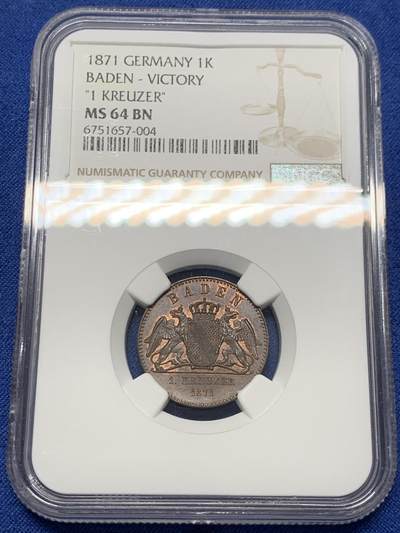 1871 GERMANY 1K
BADEN - VICTORY
"1 KREUZER"
MS 64 BN
6751657-004
NUMISMATIC GUARANTY COMPANY
BADEN
1. KREUZER
1871